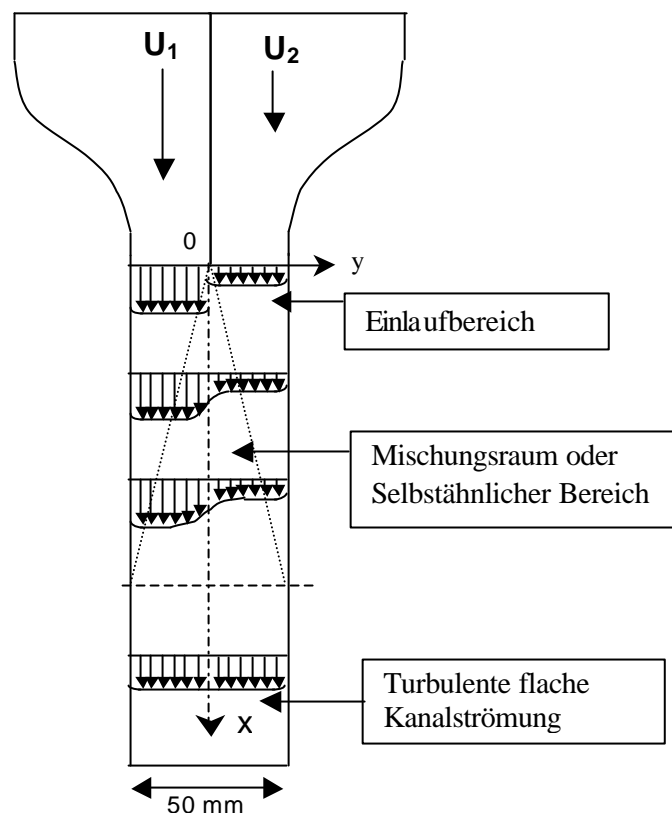 U1 U2
0
y
Einlaufbereich
Mischungsraum oder
Selbstähnlicher Bereich
Turbulente flache
Kanalströmung
x
50 mm